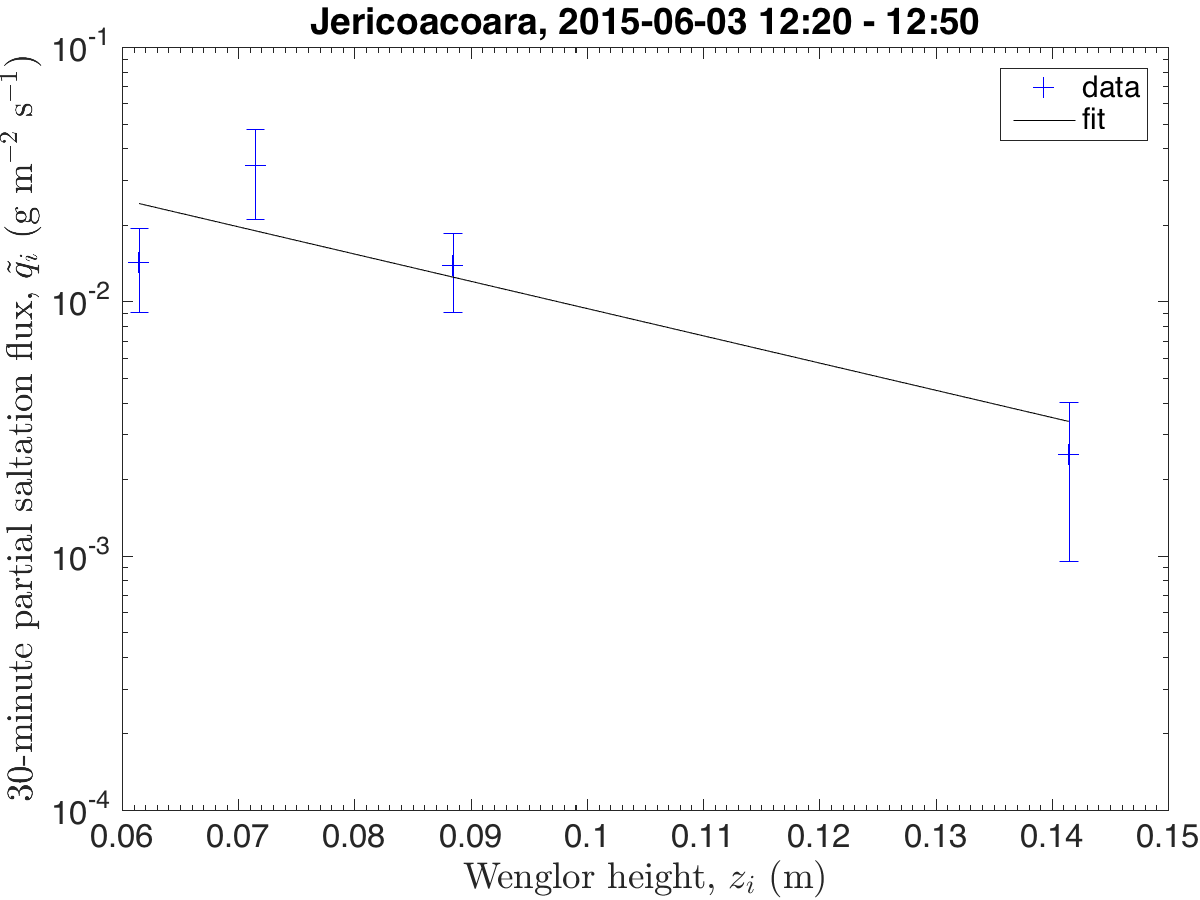 Jericoacoara, 2015-06-03 12:20 - 12:50
data
fit
30-minute partial saltation flux, q̃ᵢ (g m⁻² s⁻¹)
10⁻¹
10⁻²
10⁻³
10⁻⁴
0.06 0.07 0.08 0.09 0.1 0.11 0.12 0.13 0.14 0.15
Wenglor height, zᵢ (m)